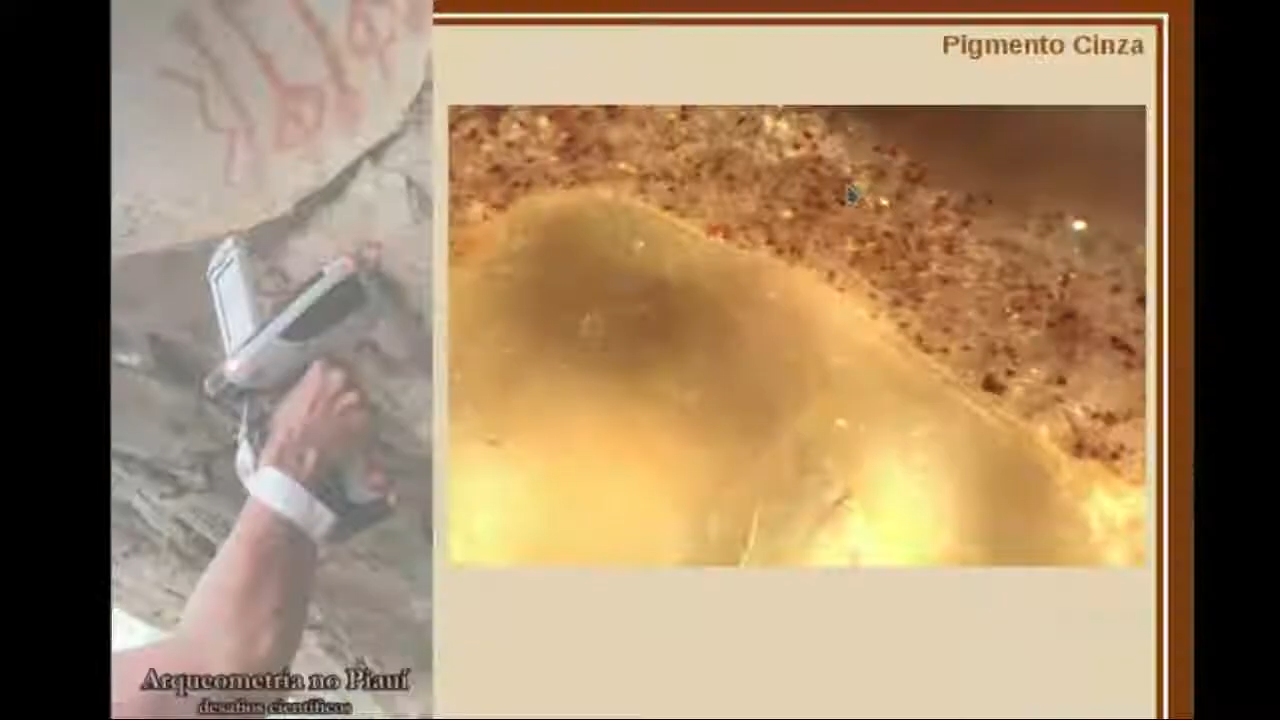 Pigmento Cinza
Arqueometria no Piauí
desafios científicos